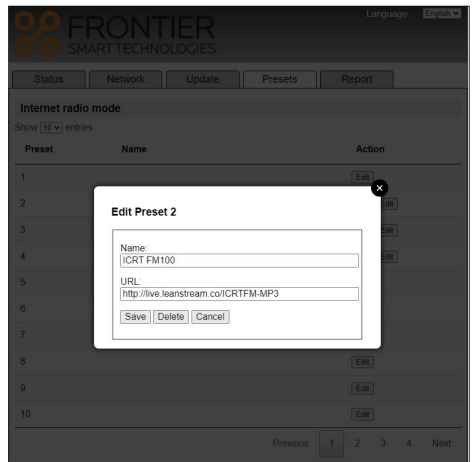 Language English
FRONTIER
SMART TECHNOLOGIES
Status Network Update Presets Report
Internet radio mode
Show 10 entries
Preset Name Action
1 Edit
2 Edit
3 Edit
4 Edit
5
6
7
8 Edit
9 Edit
10 Edit
Previous 1 2 3 4 Next
Edit Preset 2
Name:
ICRT FM100
URL:
http://live.leanstream.co/ICRTFM-MP3
Save Delete Cancel